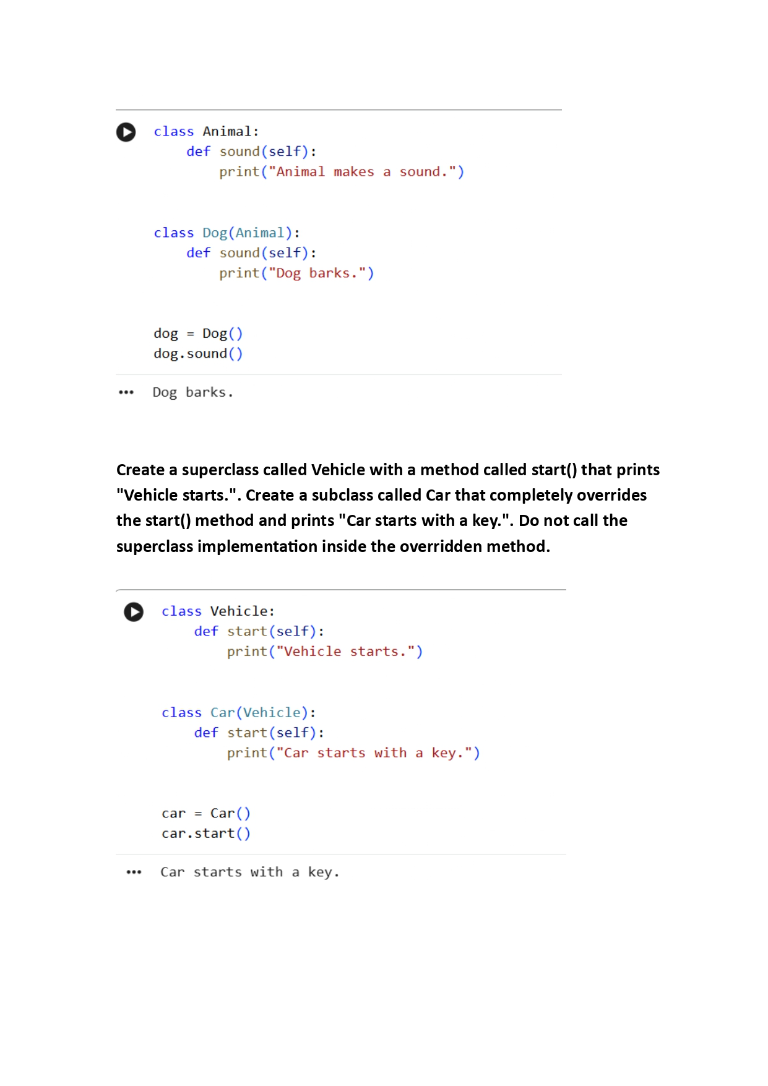 class Animal:
    def sound(self):
        print("Animal makes a sound.")
class Dog(Animal):
    def sound(self):
        print("Dog barks.")
dog = Dog()
dog.sound()
••• Dog barks.
Create a superclass called Vehicle with a method called start() that prints
"Vehicle starts.". Create a subclass called Car that completely overrides
the start() method and prints "Car starts with a key.". Do not call the
superclass implementation inside the overridden method.
class Vehicle:
    def start(self):
        print("Vehicle starts.")
class Car(Vehicle):
    def start(self):
        print("Car starts with a key.")
car = Car()
car.start()
••• Car starts with a key.